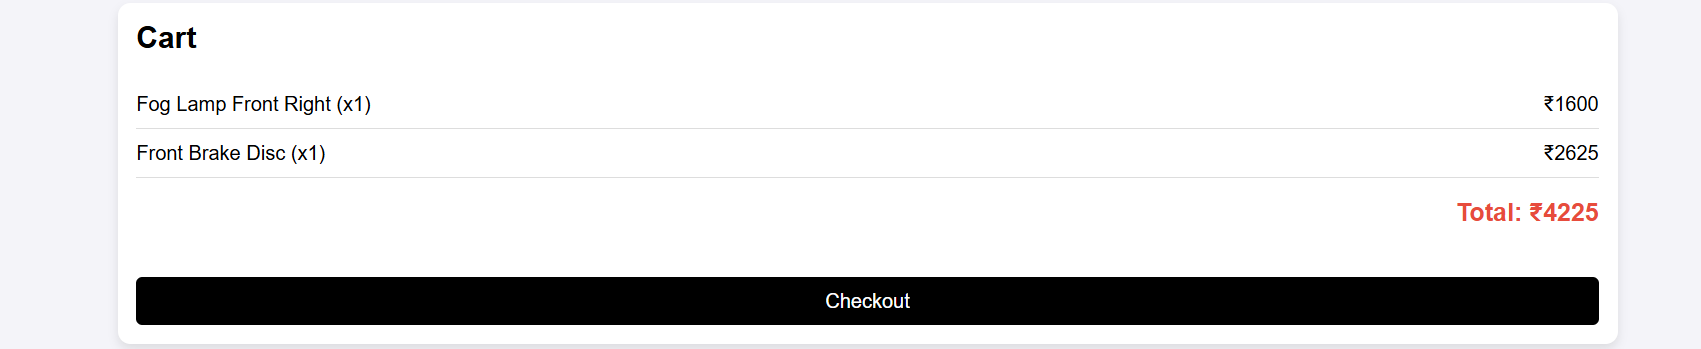 Cart
Fog Lamp Front Right (x1) ₹1600
Front Brake Disc (x1) ₹2625
Total: ₹4225
Checkout